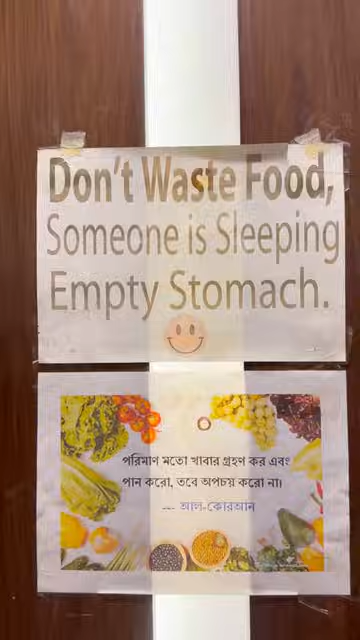 Don't Waste Food,
Someone is Sleeping
Empty Stomach.
পরিমাণ মতো খাবার গ্রহণ কর এবং
পান করো, তবে অপচয় করো না।
--- আল-কোরআন